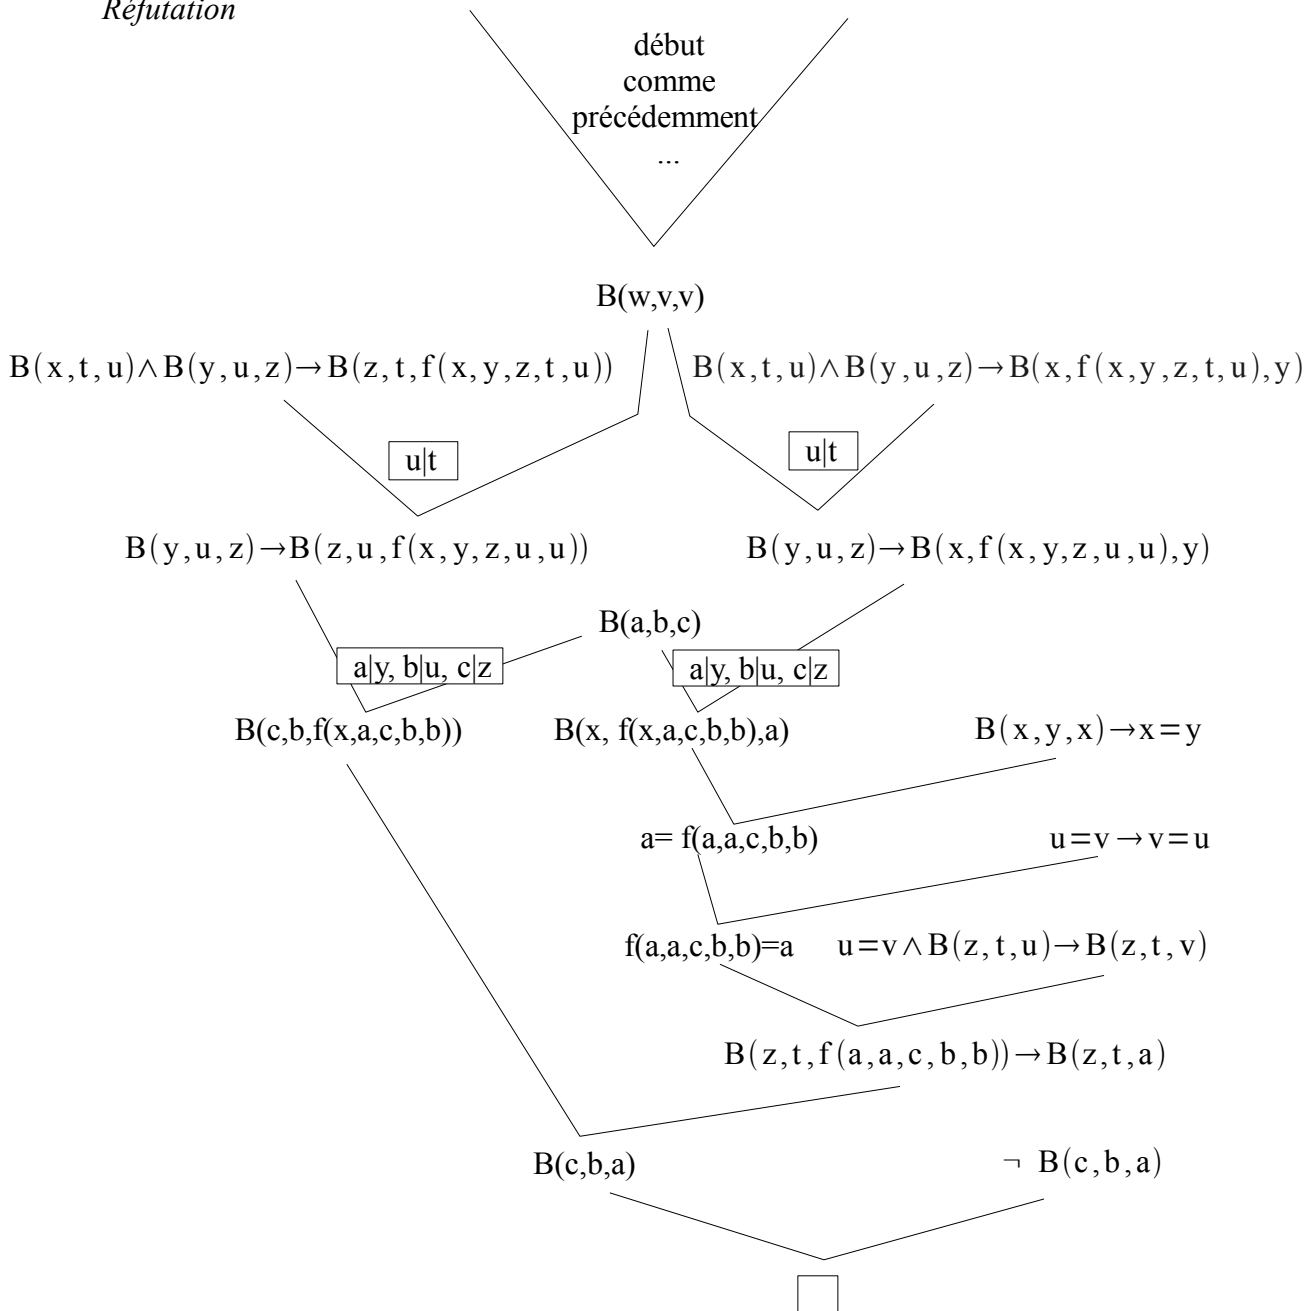 Réfutation
début
comme
précédemment
...
B(w,v,v)
B(x,t,u)∧B(y,u,z)→B(z,t,f(x,y,z,t,u)) B(x,t,u)∧B(y,u,z)→B(x,f(x,y,z,t,u),y)
u|t u|t
B(y,u,z)→B(z,u,f(x,y,z,u,u)) B(y,u,z)→B(x,f(x,y,z,u,u),y)
B(a,b,c)
a|y, b|u, c|z a|y, b|u, c|z
B(c,b,f(x,a,c,b,b)) B(x, f(x,a,c,b,b),a) B(x,y,x)→x=y
a= f(a,a,c,b,b) u=v→v=u
f(a,a,c,b,b)=a u=v∧B(z,t,u)→B(z,t,v)
B(z,t,f(a,a,c,b,b))→B(z,t,a)
B(c,b,a) ¬ B(c,b,a)